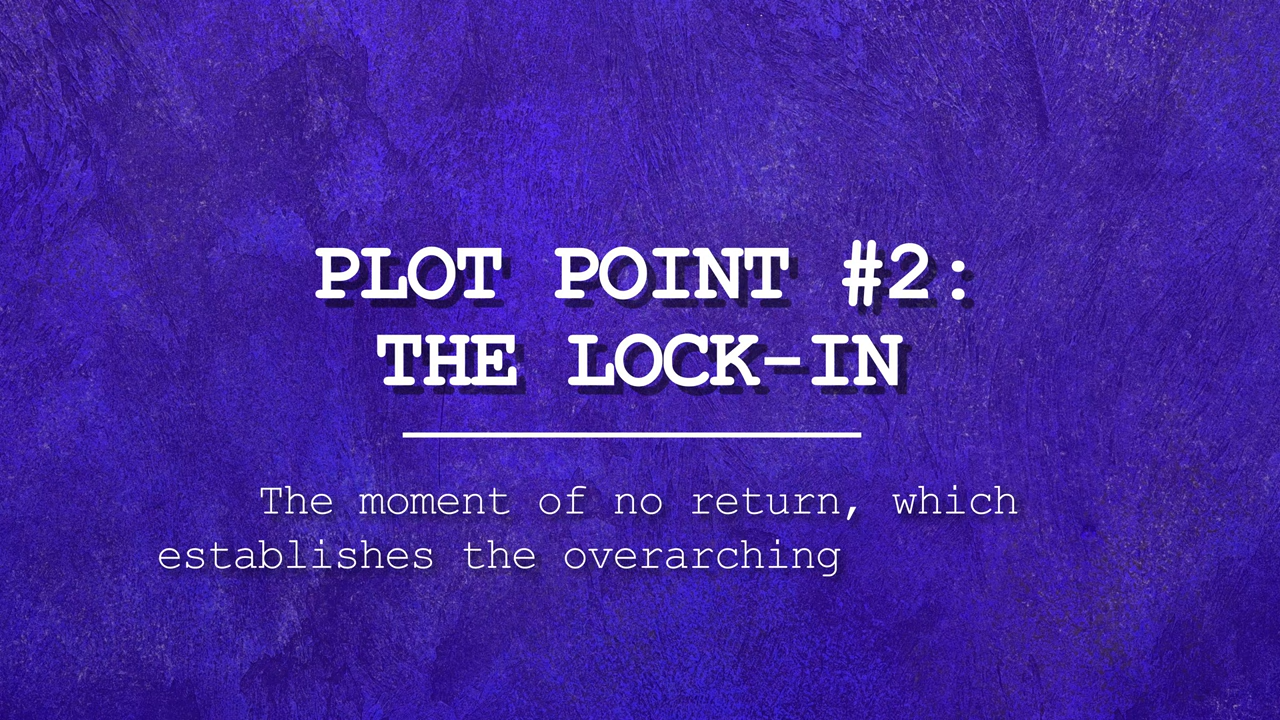 PLOT POINT #2:
THE LOCK-IN
The moment of no return, which
establishes the overarching